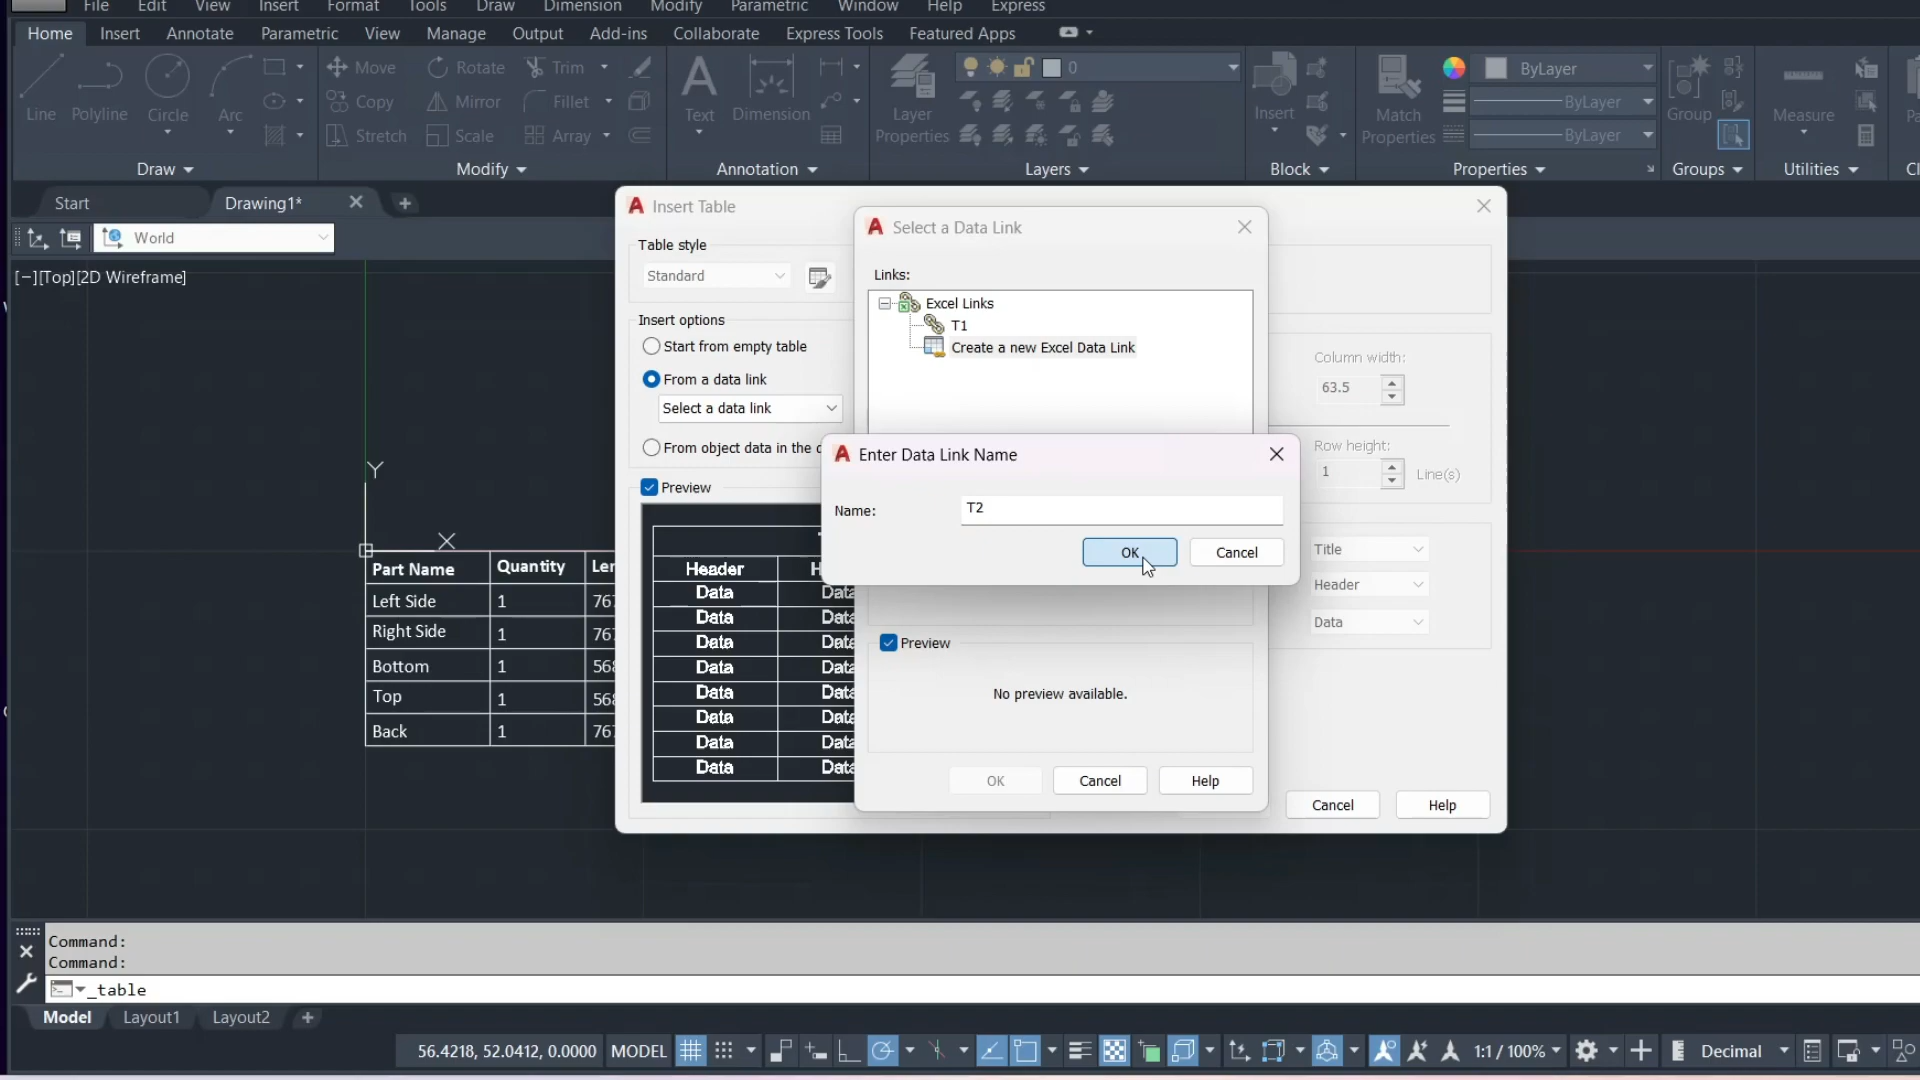 File Edit View Insert Format Tools Draw Dimension Modify Parametric Window Help Express
Home Insert Annotate Parametric View Manage Output Add-ins Collaborate Express Tools Featured Apps
Line Polyline Circle Arc
Move Rotate Trim
Copy Mirror Fillet
Stretch Scale Array
Text Dimension
Layer Properties
0
Insert
Match Properties
ByLayer
ByLayer
ByLayer
Group
Measure
Draw Modify Annotation Layers Block Properties Groups Utilities
Start Drawing1*
World
[−][Top][2D Wireframe]
Y
X
Part Name Quantity
Left Side 1
Right Side 1
Bottom 1
Top 1
Back 1
Insert Table
Table style
Standard
Insert options
Start from empty table
From a data link
Select a data link
From object data in the
Preview
Header
Data
Data
Data
Data
Data
Data
Data
Data
Select a Data Link
Links:
Excel Links
T1
Create a new Excel Data Link
Enter Data Link Name
Name: T2
OK Cancel
Preview
No preview available.
OK Cancel Help
Column width:
63.5
Row height:
1 Line(s)
Title
Header
Data
Cancel Help
Command:
Command:
_table
Model Layout1 Layout2
56.4218, 52.0412, 0.0000 MODEL 1:1 / 100% Decimal